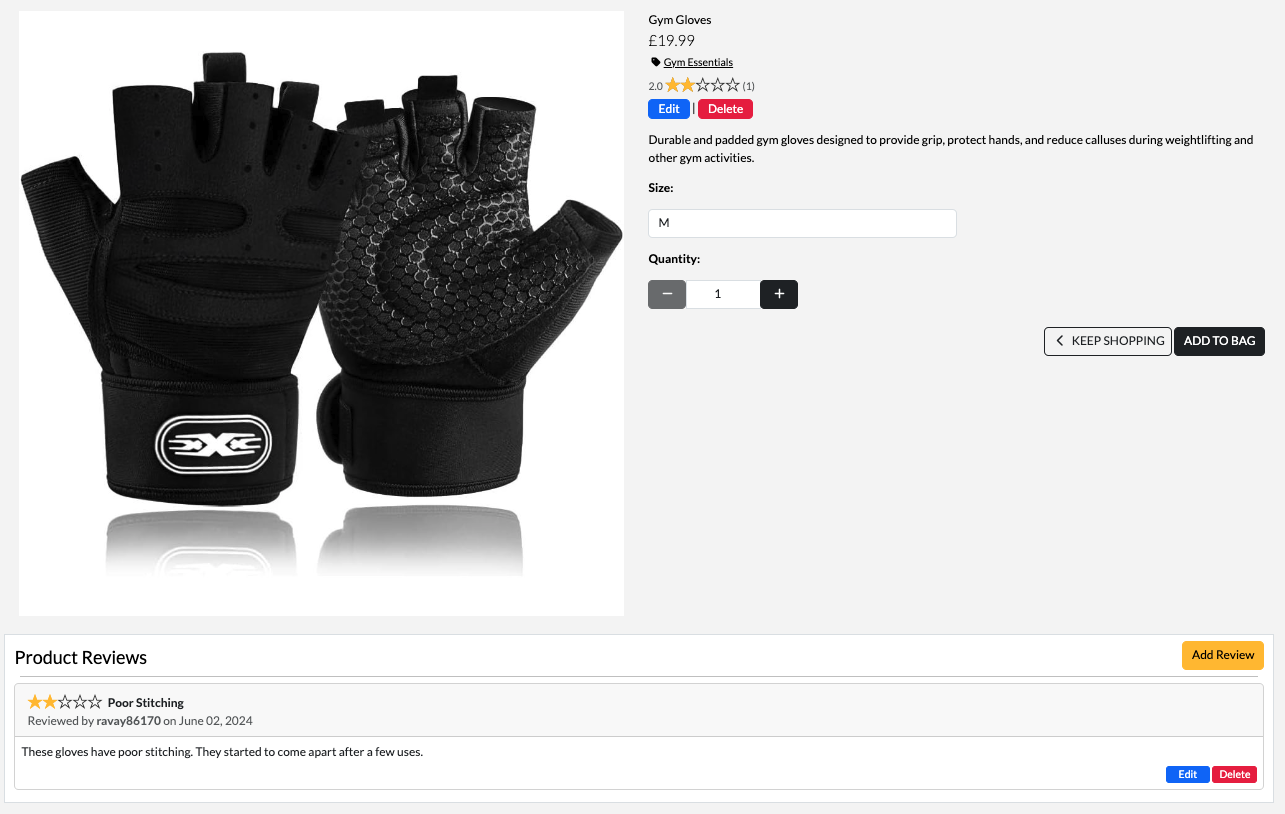 Gym Gloves
£19.99
Gym Essentials
2.0 (1)
Edit | Delete
Durable and padded gym gloves designed to provide grip, protect hands, and reduce calluses during weightlifting and
other gym activities.
Size:
M
Quantity:
− 1 +
KEEP SHOPPING ADD TO BAG
Product Reviews
Add Review
Poor Stitching
Reviewed by ravay86170 on June 02, 2024
These gloves have poor stitching. They started to come apart after a few uses.
Edit Delete